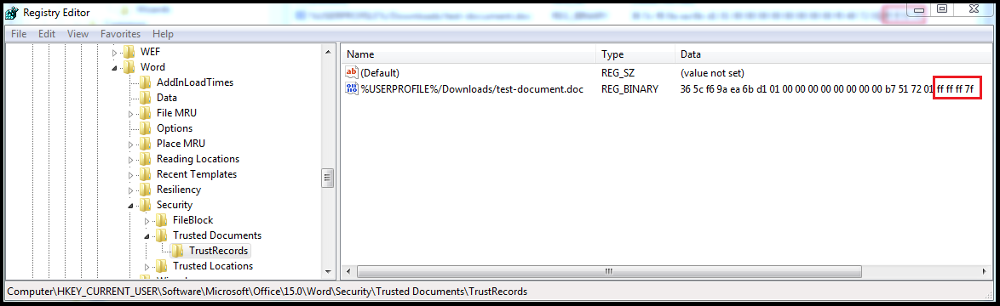 Registry Editor
File Edit View Favorites Help
WEF
Word
AddInLoadTimes
Data
File MRU
Options
Place MRU
Reading Locations
Recent Templates
Resiliency
Security
FileBlock
Trusted Documents
TrustRecords
Trusted Locations
Name Type Data
ab (Default) REG_SZ (value not set)
%USERPROFILE%/Downloads/test-document.doc REG_BINARY 36 5c f6 9a ea 6b d1 01 00 00 00 00 00 00 00 00 b7 51 72 01 ff ff ff 7f
Computer\HKEY_CURRENT_USER\Software\Microsoft\Office\15.0\Word\Security\Trusted Documents\TrustRecords